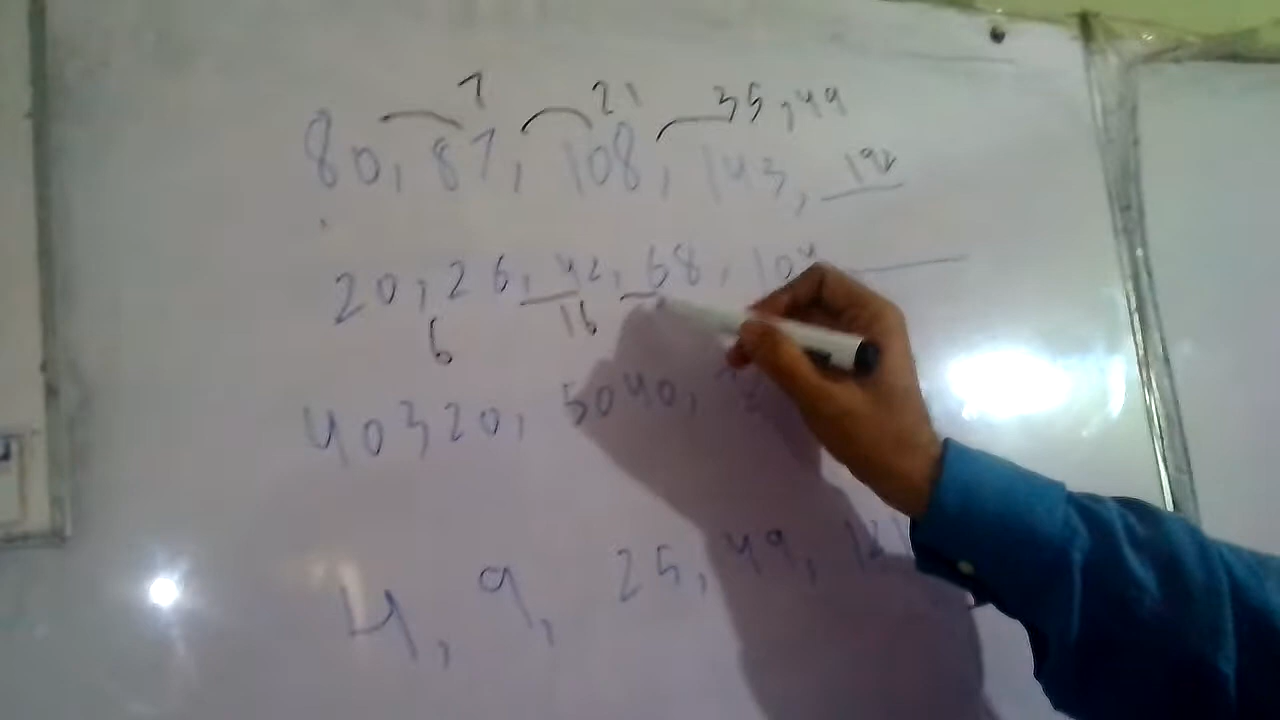 7 21 35, 49
80, 87, 108, 143, 192
20, 26, 42, 68, 104
6 16
40320, 5040,
4, 9, 25, 49, 121